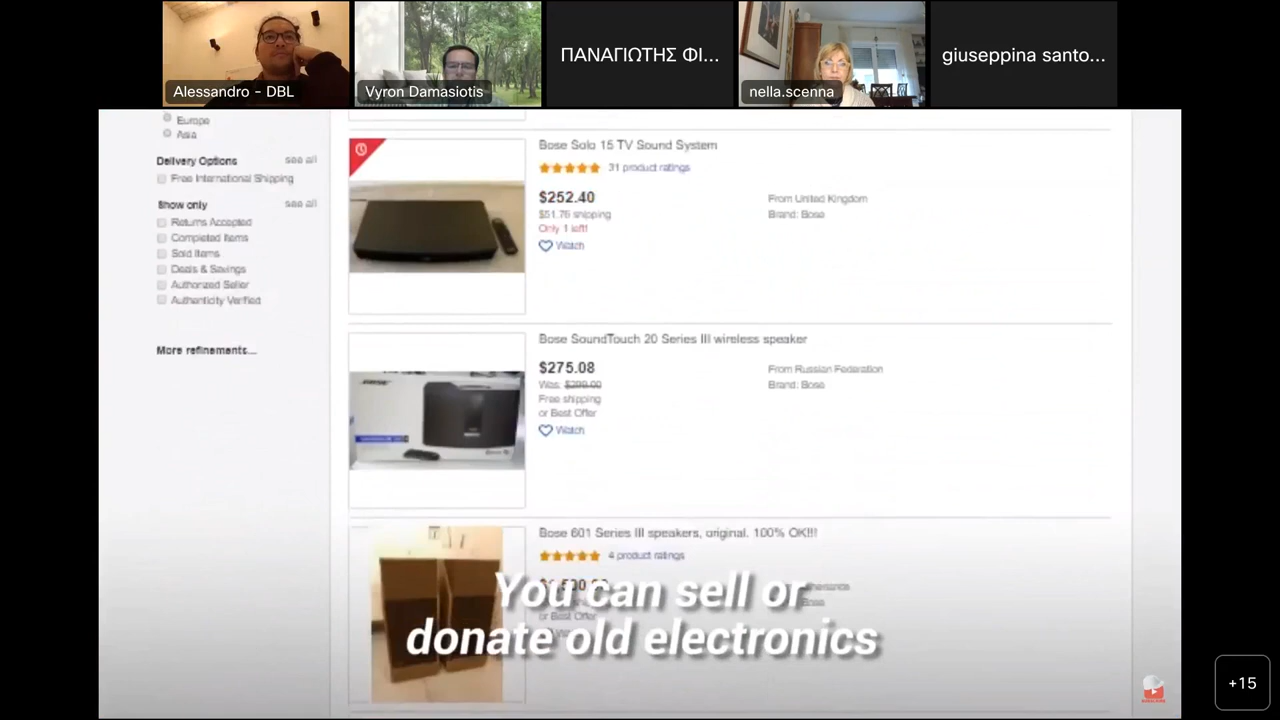 Alessandro - DBL
Vyron Damasiotis
ΠΑΝΑΓΙΩΤΗΣ ΦΙ...
nella.scenna
giuseppina santo...
Europe
Asia
Delivery Options see all
Free International Shipping
Show only see all
Returns Accepted
Completed Items
Sold Items
Deals & Savings
Authorized Seller
Authenticity Verified
More refinements...
Bose Solo 15 TV Sound System
31 product ratings
$252.40
$51.76 shipping
Only 1 left!
Watch
From United Kingdom
Brand: Bose
Bose SoundTouch 20 Series III wireless speaker
$275.08
Was: $299.00
Free shipping
or Best Offer
Watch
From Russian Federation
Brand: Bose
BOSE
Bose 601 Series III speakers, original. 100% OK!!!
4 product ratings
or Best Offer
Bose
You can sell or
donate old electronics
+15